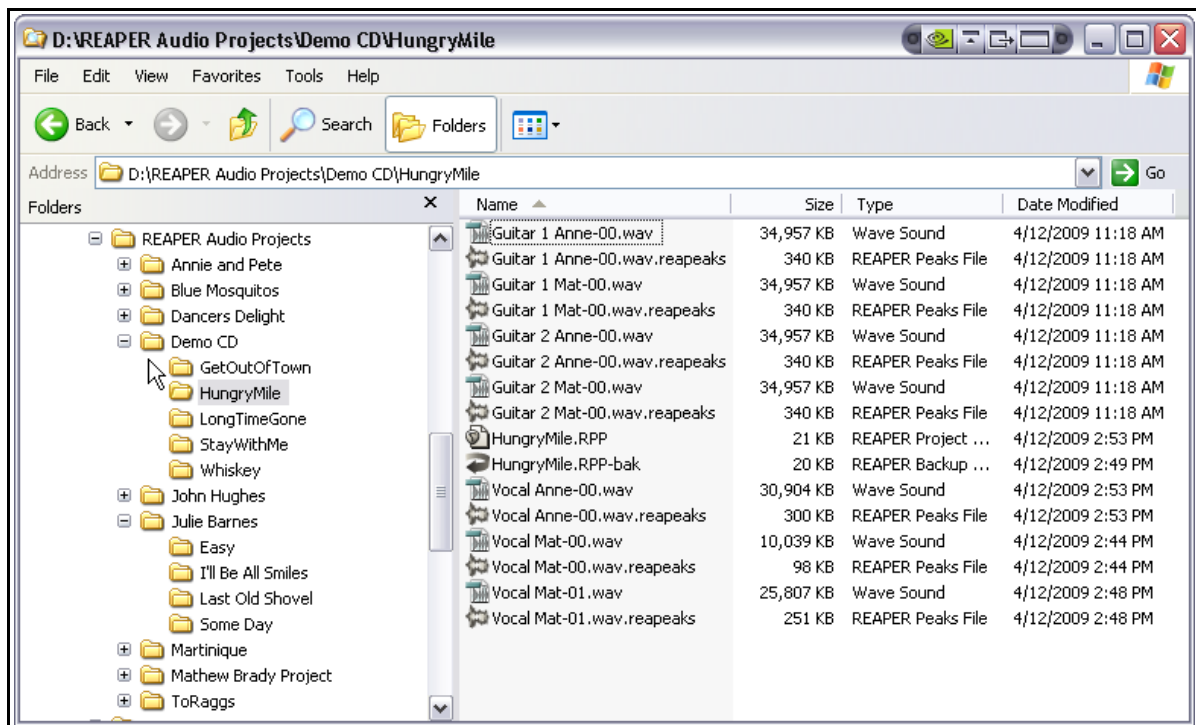 D:\REAPER Audio Projects\Demo CD\HungryMile
File Edit View Favorites Tools Help
Back Search Folders
Address D:\REAPER Audio Projects\Demo CD\HungryMile Go
Folders x
REAPER Audio Projects
Annie and Pete
Blue Mosquitos
Dancers Delight
Demo CD
GetOutOfTown
HungryMile
LongTimeGone
StayWithMe
Whiskey
John Hughes
Julie Barnes
Easy
I'll Be All Smiles
Last Old Shovel
Some Day
Martinique
Mathew Brady Project
ToRaggs
Name Size Type Date Modified
Guitar 1 Anne-00.wav 34,957 KB Wave Sound 4/12/2009 11:18 AM
Guitar 1 Anne-00.wav.reapeaks 340 KB REAPER Peaks File 4/12/2009 11:18 AM
Guitar 1 Mat-00.wav 34,957 KB Wave Sound 4/12/2009 11:18 AM
Guitar 1 Mat-00.wav.reapeaks 340 KB REAPER Peaks File 4/12/2009 11:18 AM
Guitar 2 Anne-00.wav 34,957 KB Wave Sound 4/12/2009 11:18 AM
Guitar 2 Anne-00.wav.reapeaks 340 KB REAPER Peaks File 4/12/2009 11:18 AM
Guitar 2 Mat-00.wav 34,957 KB Wave Sound 4/12/2009 11:18 AM
Guitar 2 Mat-00.wav.reapeaks 340 KB REAPER Peaks File 4/12/2009 11:18 AM
HungryMile.RPP 21 KB REAPER Project ... 4/12/2009 2:53 PM
HungryMile.RPP-bak 20 KB REAPER Backup ... 4/12/2009 2:49 PM
Vocal Anne-00.wav 30,904 KB Wave Sound 4/12/2009 2:53 PM
Vocal Anne-00.wav.reapeaks 300 KB REAPER Peaks File 4/12/2009 2:53 PM
Vocal Mat-00.wav 10,039 KB Wave Sound 4/12/2009 2:44 PM
Vocal Mat-00.wav.reapeaks 98 KB REAPER Peaks File 4/12/2009 2:44 PM
Vocal Mat-01.wav 25,807 KB Wave Sound 4/12/2009 2:48 PM
Vocal Mat-01.wav.reapeaks 251 KB REAPER Peaks File 4/12/2009 2:48 PM